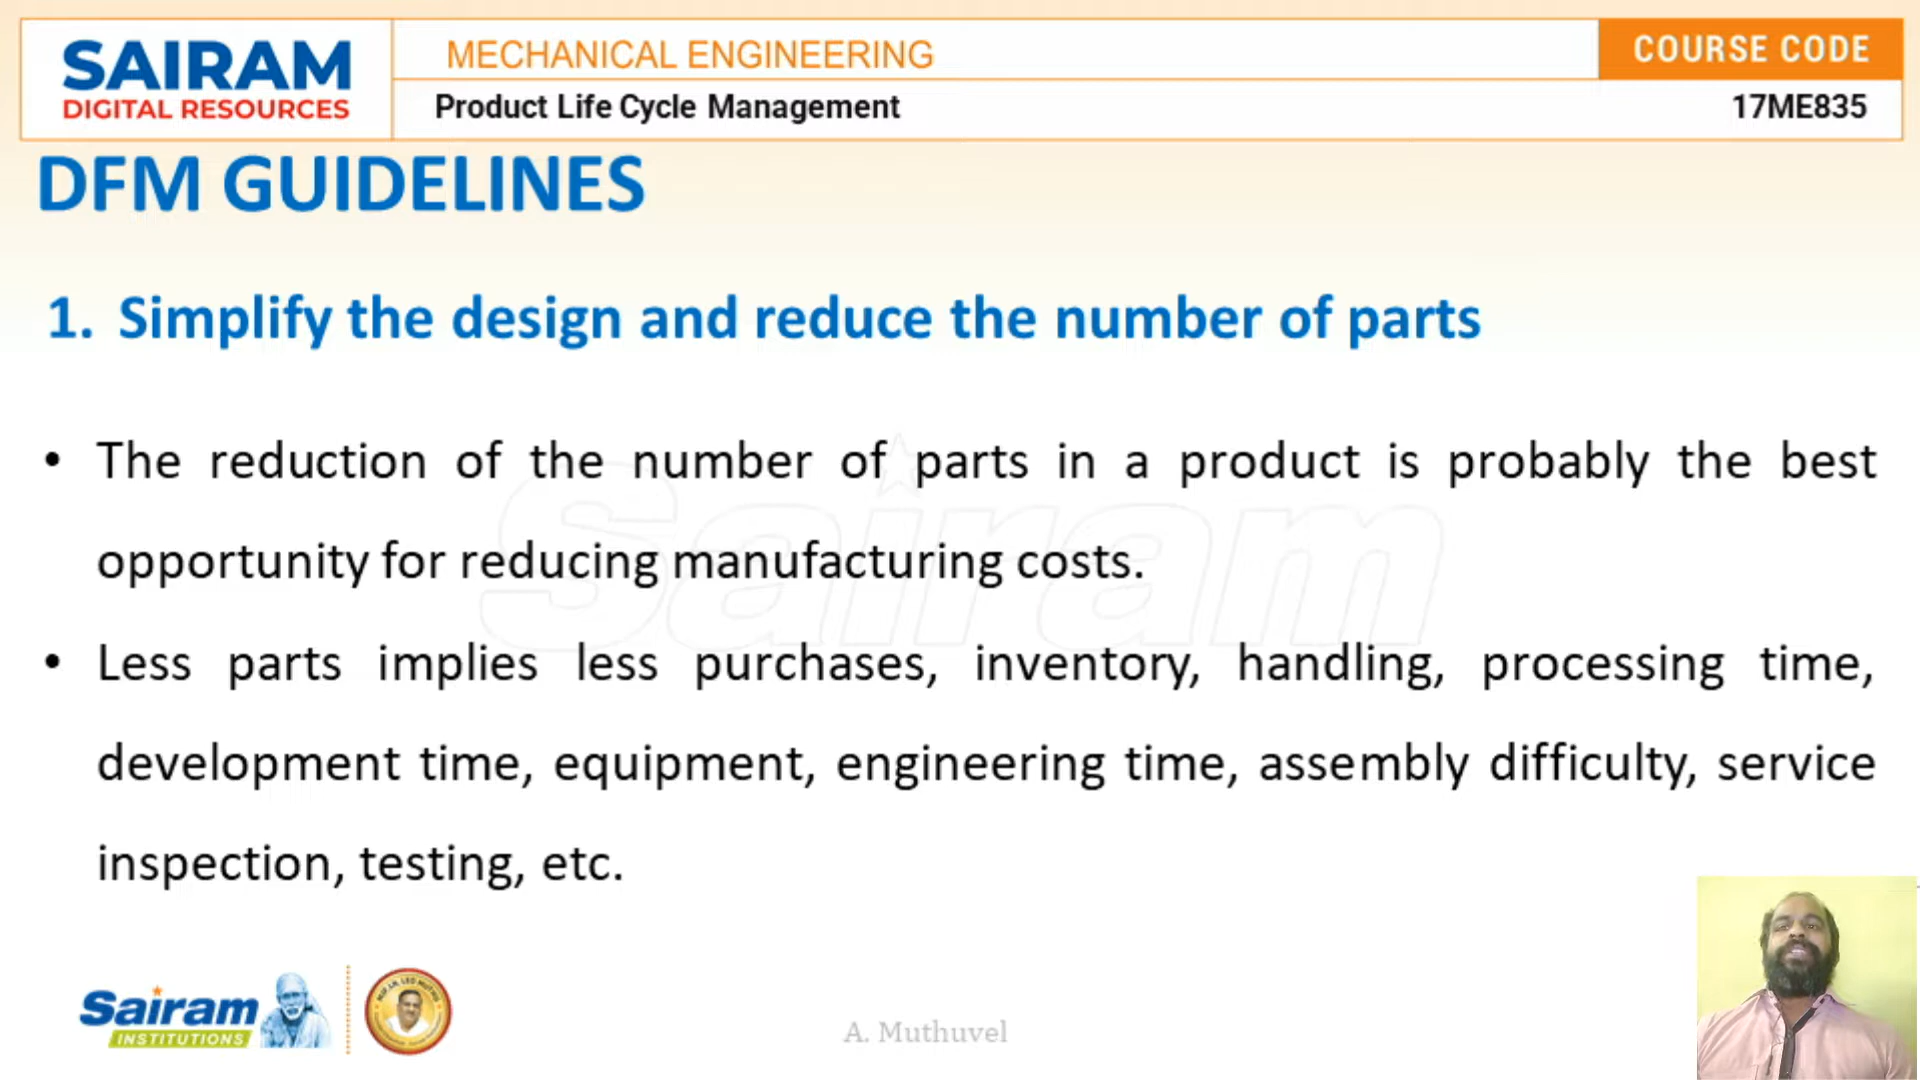 SAIRAM
DIGITAL RESOURCES
MECHANICAL ENGINEERING
COURSE CODE
Product Life Cycle Management
17ME835
DFM GUIDELINES
1. Simplify the design and reduce the number of parts
• The reduction of the number of parts in a product is probably the best
opportunity for reducing manufacturing costs.
• Less parts implies less purchases, inventory, handling, processing time,
development time, equipment, engineering time, assembly difficulty, service
inspection, testing, etc.
Sairam
Sairam
INSTITUTIONS
A. Muthuvel